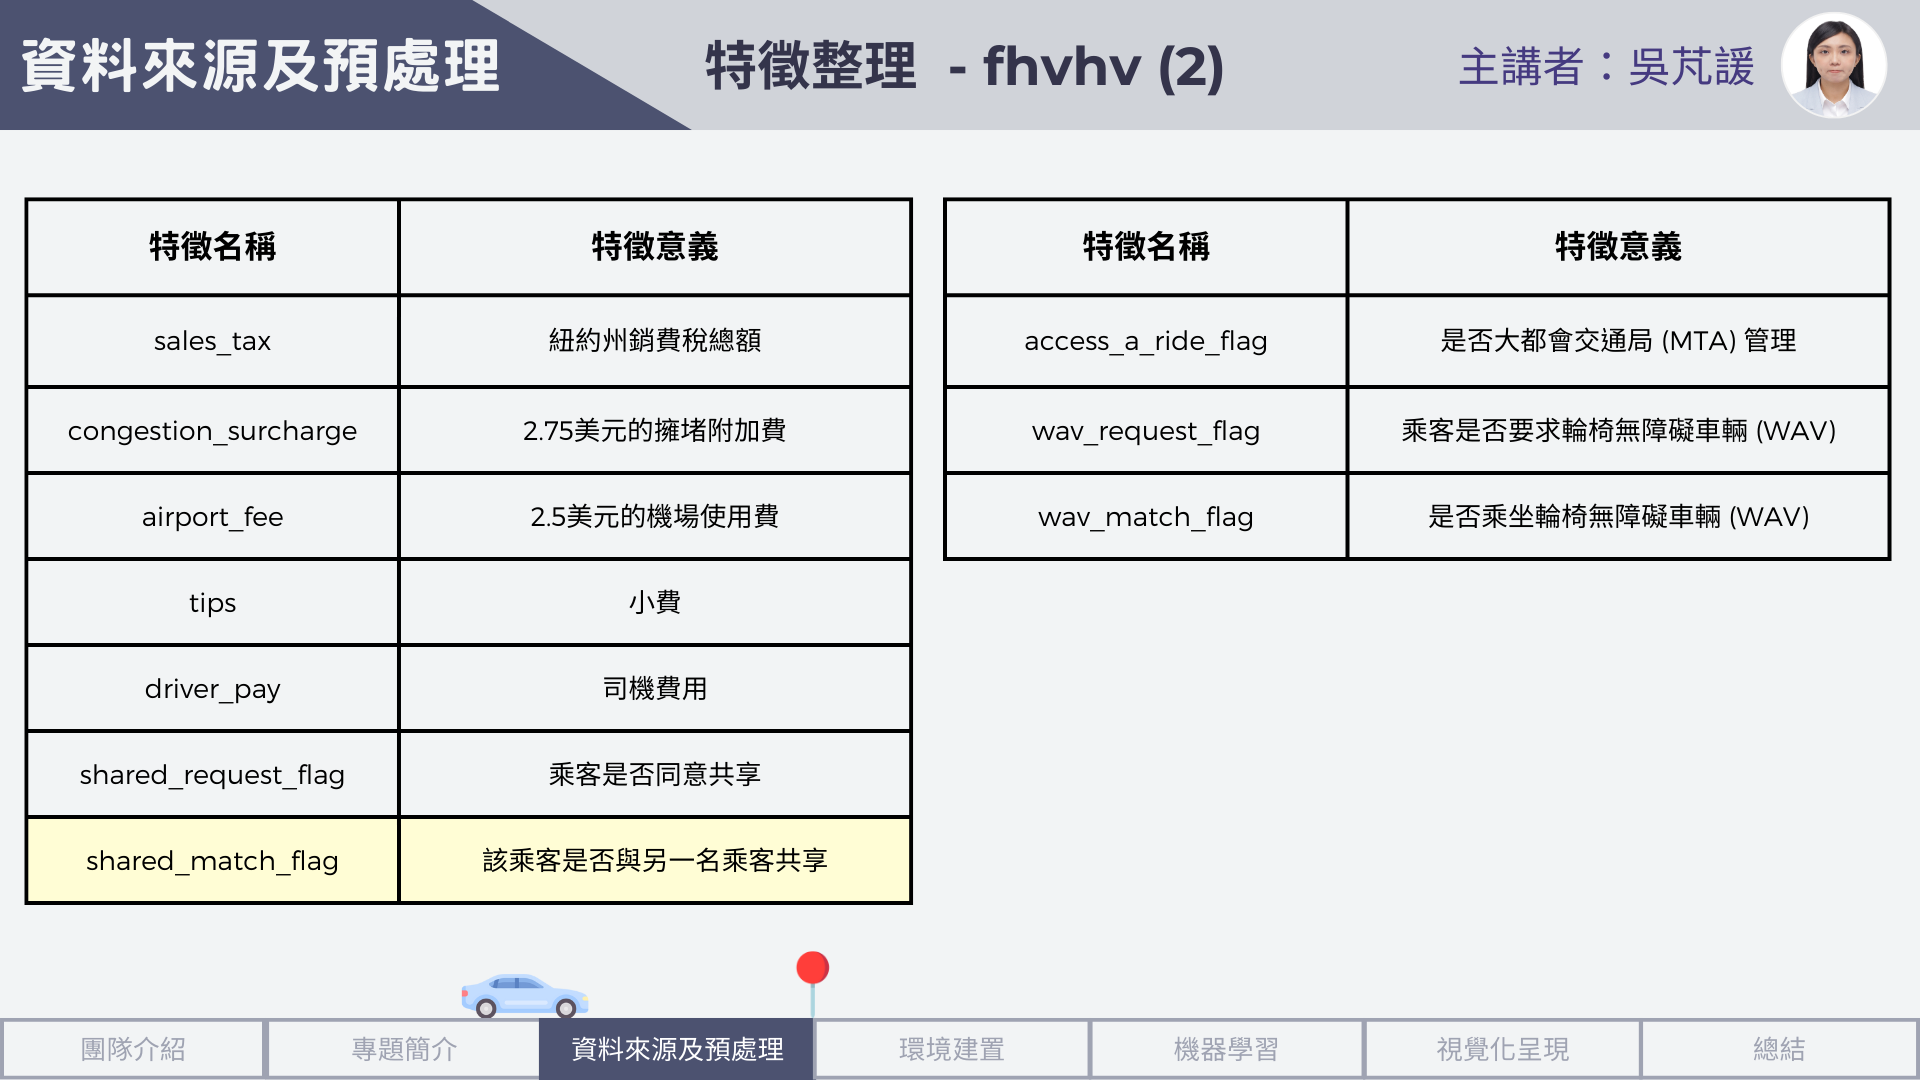 資料來源及預處理
特徵整理 - fhvhv (2)
主講者：吳芃諼
特徵名稱 特徵意義
sales_tax 紐約州銷費稅總額
congestion_surcharge 2.75美元的擁堵附加費
airport_fee 2.5美元的機場使用費
tips 小費
driver_pay 司機費用
shared_request_flag 乘客是否同意共享
shared_match_flag 該乘客是否與另一名乘客共享
特徵名稱 特徵意義
access_a_ride_flag 是否大都會交通局 (MTA) 管理
wav_request_flag 乘客是否要求輪椅無障礙車輛 (WAV)
wav_match_flag 是否乘坐輪椅無障礙車輛 (WAV)
團隊介紹 專題簡介 資料來源及預處理 環境建置 機器學習 視覺化呈現 總結